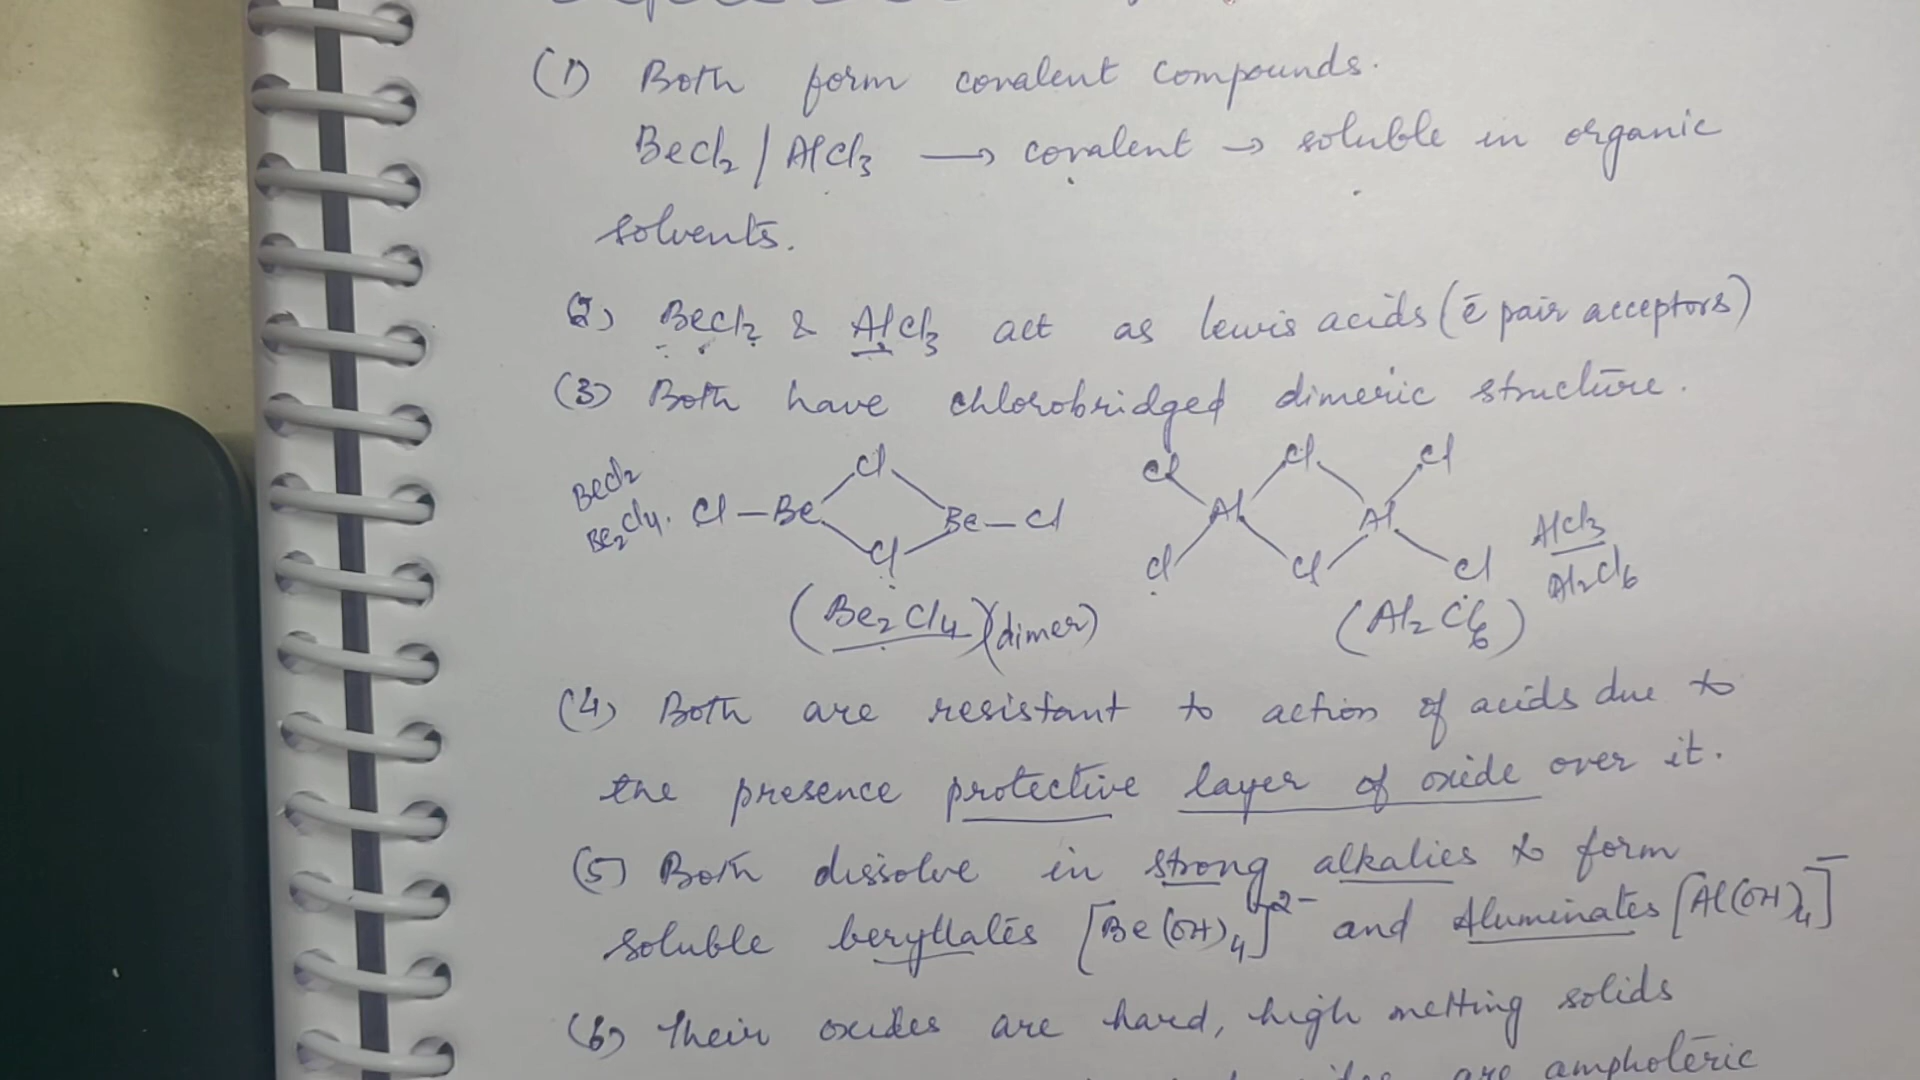 (1) Both form covalent compounds.
BeCl₂ / AlCl₃ → covalent → soluble in organic
solvents.
(2) BeCl₂ & AlCl₃ act as lewis acids (ē pair acceptors)
(3) Both have chlorobridged dimeric structure.
Cl Cl Cl Cl
BeCl₂
Be₂Cl₄. Cl — Be Be — Cl Al Al AlCl₃
Cl Cl Cl Cl Al₂Cl₆
(Be₂Cl₄) (dimer) (Al₂Cl₆)
(4) Both are resistant to action of acids due to
the presence protective layer of oxide over it.
(5) Both dissolve in strong alkalies to form
soluble beryllates [Be(OH)₄]²⁻ and Aluminates [Al(OH)₄]⁻
(6) Their oxides are hard, high melting solids
are amphoteric